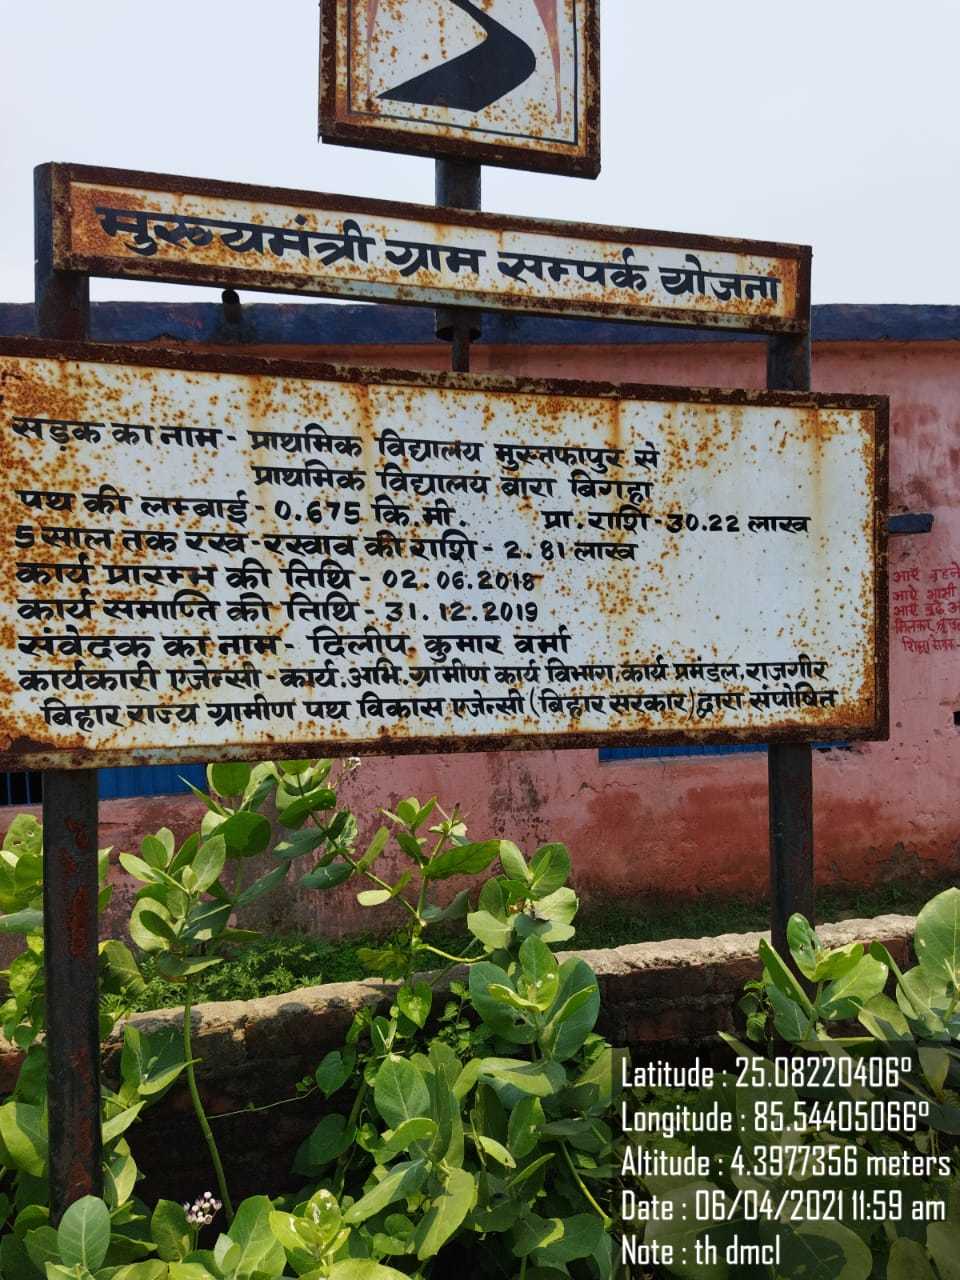 मुख्यमंत्री ग्राम सम्पर्क योजना
सड़क का नाम - प्राथमिक विद्यालय मुस्तफापुर से
प्राथमिक विद्यालय बारा बिगहा
पथ की लम्बाई - 0.675 कि.मी. प्रा. राशि - 30.22 लाख
5 साल तक रख-रखाव की राशि - 2.81 लाख
कार्य प्रारम्भ की तिथि - 02.06.2018
कार्य समाप्ति की तिथि - 31.12.2019
संवेदक का नाम - दिलीप कुमार वर्मा
कार्यकारी एजेन्सी - कार्य. अभि. ग्रामीण कार्य विभाग, कार्य प्रमंडल, राजगीर
बिहार राज्य ग्रामीण पथ विकास एजेन्सी (बिहार सरकार) द्वारा संपोषित
Latitude : 25.08220406°
Longitude : 85.54405066°
Altitude : 4.3977356 meters
Date : 06/04/2021 11:59 am
Note : th dmcl